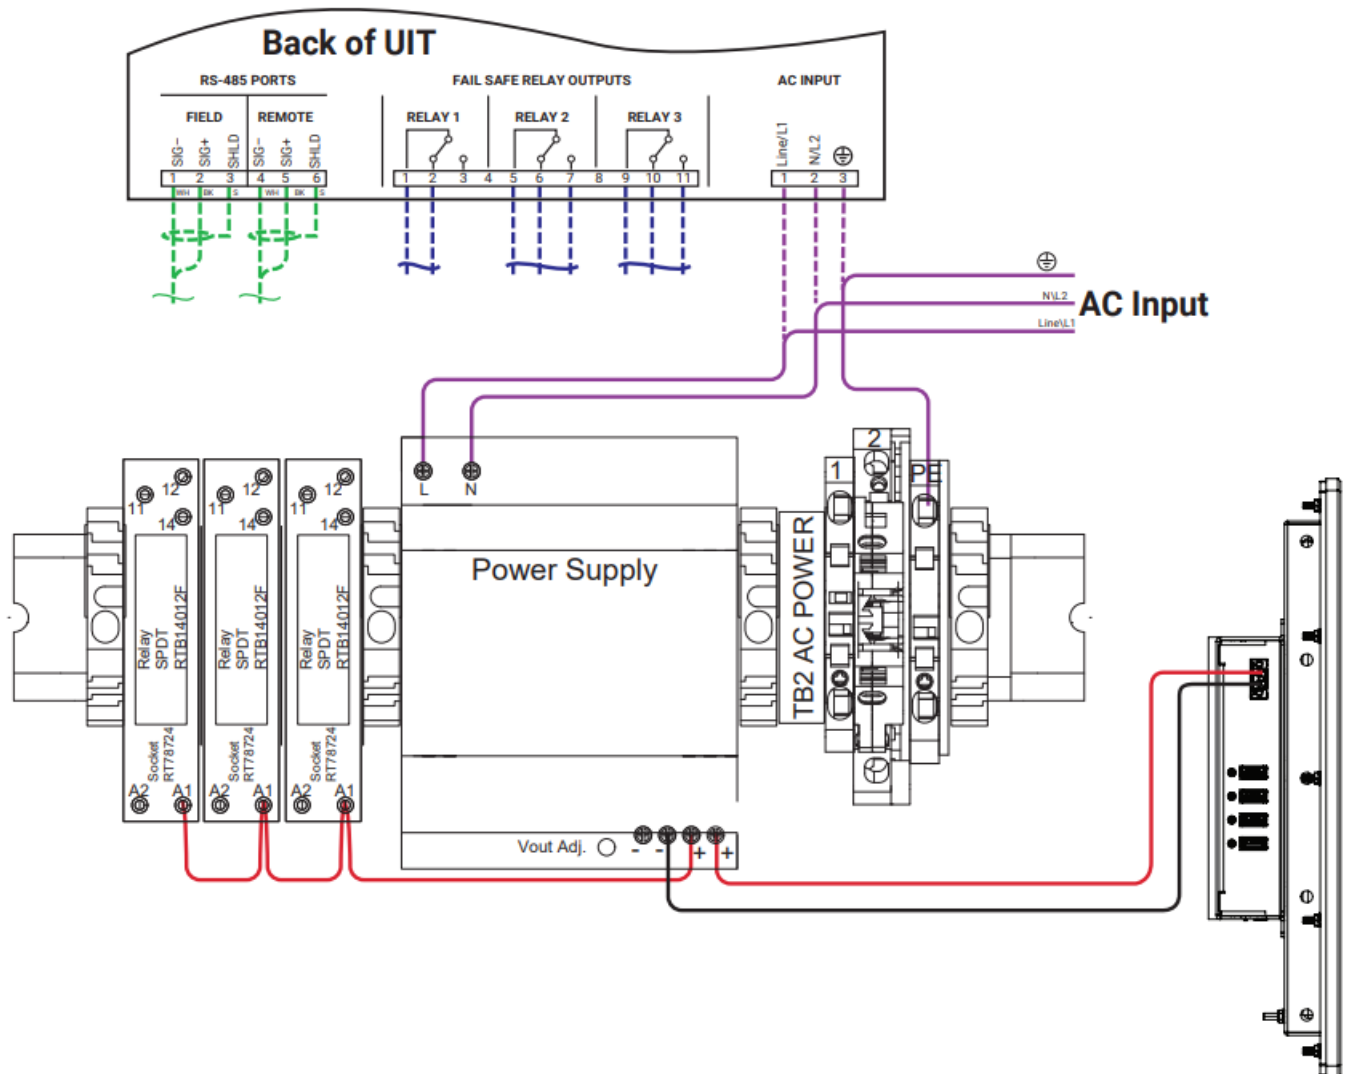 Back of UIT
RS-485 PORTS
FAIL SAFE RELAY OUTPUTS
AC INPUT
FIELD
REMOTE
RELAY 1
RELAY 2
RELAY 3
SIG–
SIG+
SHLD
SIG–
SIG+
SHLD
Line/L1
N/L2
1 2 3 4 5 6
1 2 3 4 5 6 7 8 9 10 11
1 2 3
WH BK S WH BK S
N\L2
Line\L1
AC Input
L N
Power Supply
Vout Adj.
- - + +
11 12 14
Relay
SPDT
RTB14012F
Socket
RT78724
A2 A1
11 12 14
Relay
SPDT
RTB14012F
Socket
RT78724
A2 A1
11 12 14
Relay
SPDT
RTB14012F
Socket
RT78724
A2 A1
TB2 AC POWER
1 2 PE